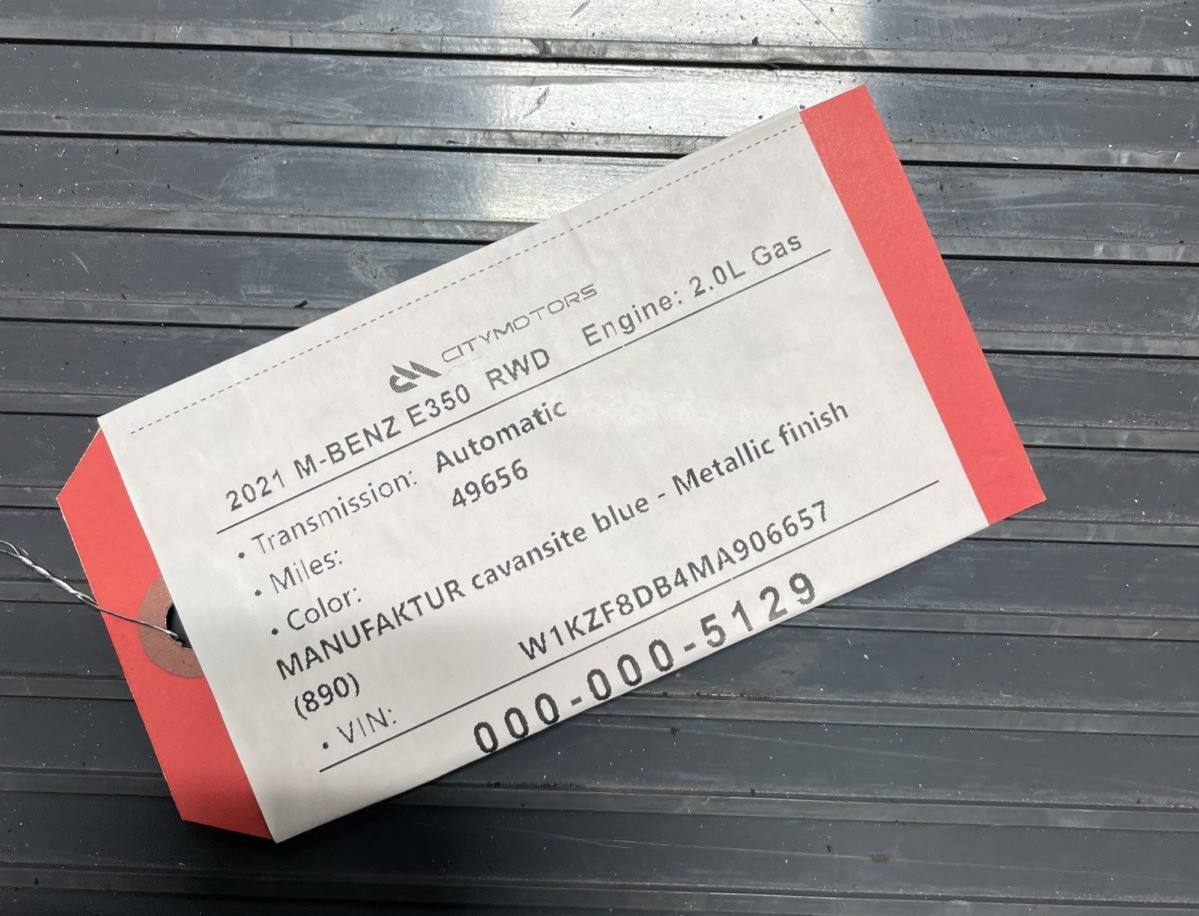 CITYMOTORS
2021 M-BENZ E350 RWD Engine: 2.0L Gas
• Transmission: Automatic
• Miles: 49656
• Color:
MANUFAKTUR cavansite blue - Metallic finish
(890)
• VIN: W1KZF8DB4MA906657
000-000-5129